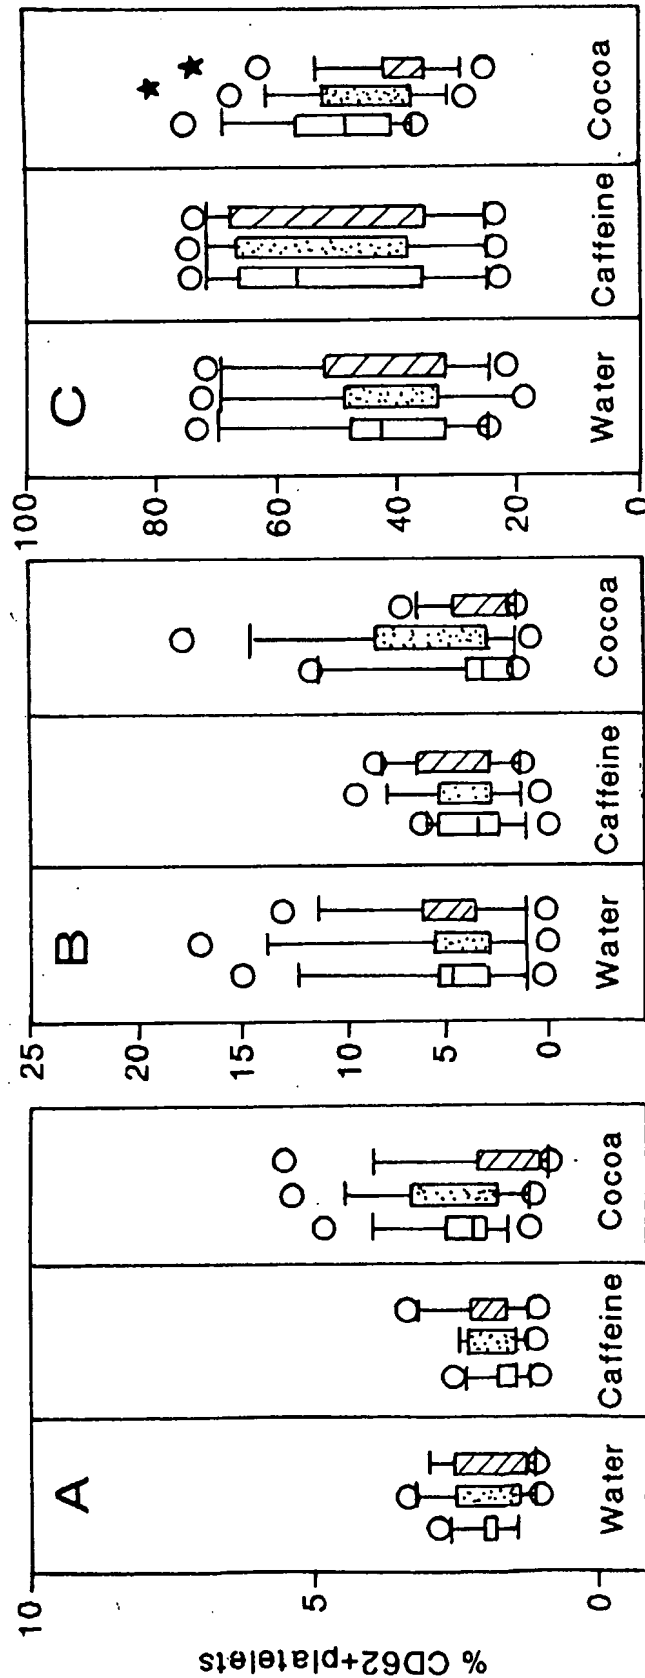 % CD62+platelets
A
10
5
0
Water
Caffeine
Cocoa
B
25
20
15
10
5
0
Water
Caffeine
Cocoa
C
100
80
60
40
20
0
Water
Caffeine
Cocoa